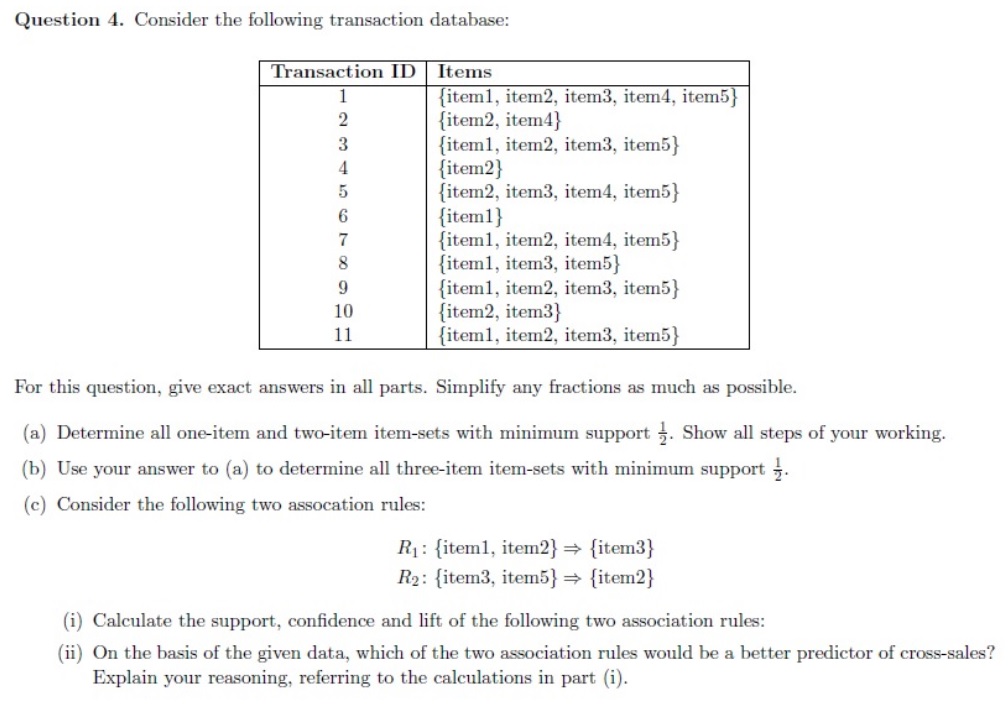 Question 4. Consider the following transaction database:
Transaction ID Items
1 {item1, item2, item3, item4, item5}
2 {item2, item4}
3 {item1, item2, item3, item5}
4 {item2}
5 {item2, item3, item4, item5}
6 {item1}
7 {item1, item2, item4, item5}
8 {item1, item3, item5}
9 {item1, item2, item3, item5}
10 {item2, item3}
11 {item1, item2, item3, item5}
For this question, give exact answers in all parts. Simplify any fractions as much as possible.
(a) Determine all one-item and two-item item-sets with minimum support 1/2. Show all steps of your working.
(b) Use your answer to (a) to determine all three-item item-sets with minimum support 1/2.
(c) Consider the following two assocation rules:
R₁: {item1, item2} ⇒ {item3}
R₂: {item3, item5} ⇒ {item2}
(i) Calculate the support, confidence and lift of the following two association rules:
(ii) On the basis of the given data, which of the two association rules would be a better predictor of cross-sales?
Explain your reasoning, referring to the calculations in part (i).